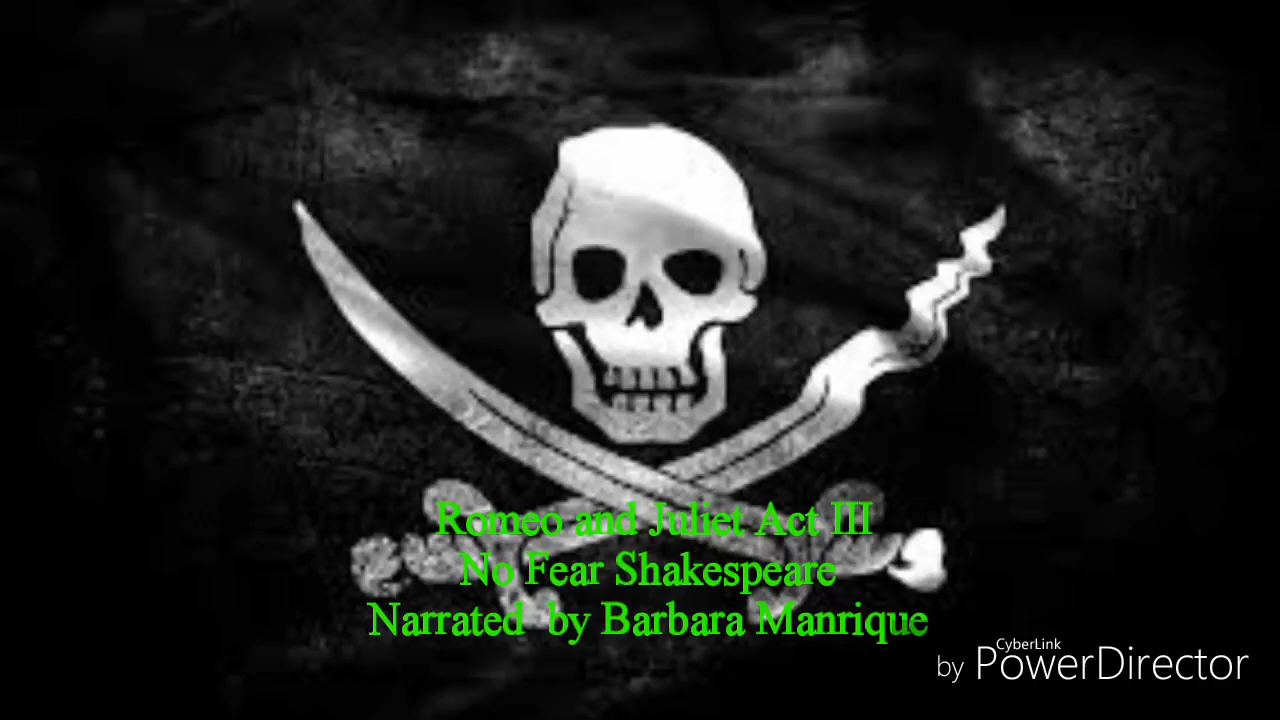 Romeo and Juliet Act III
No Fear Shakespeare
Narrated by Barbara Manrique
CyberLink
by PowerDirector